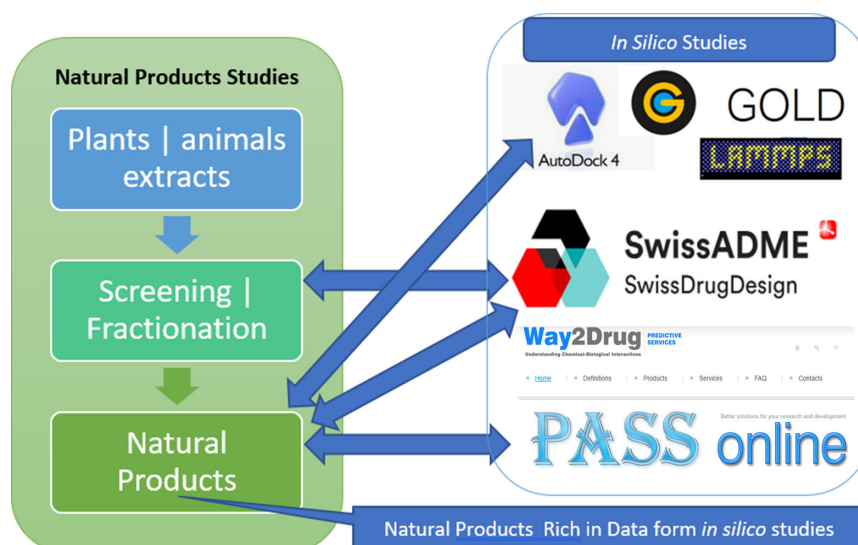 Natural Products Studies
Plants | animals
extracts
Screening |
Fractionation
Natural
Products
In Silico Studies
AutoDock 4
GOLD
LAMMPS
SwissADME
SwissDrugDesign
Way2Drug PREDICTIVE
SERVICES
Understanding Chemical-Biological Interactions
» Home | » Definitions | » Products | » Services | » FAQ | » Contacts
Better solutions for your research and development
PASS online
Natural Products Rich in Data form in silico studies